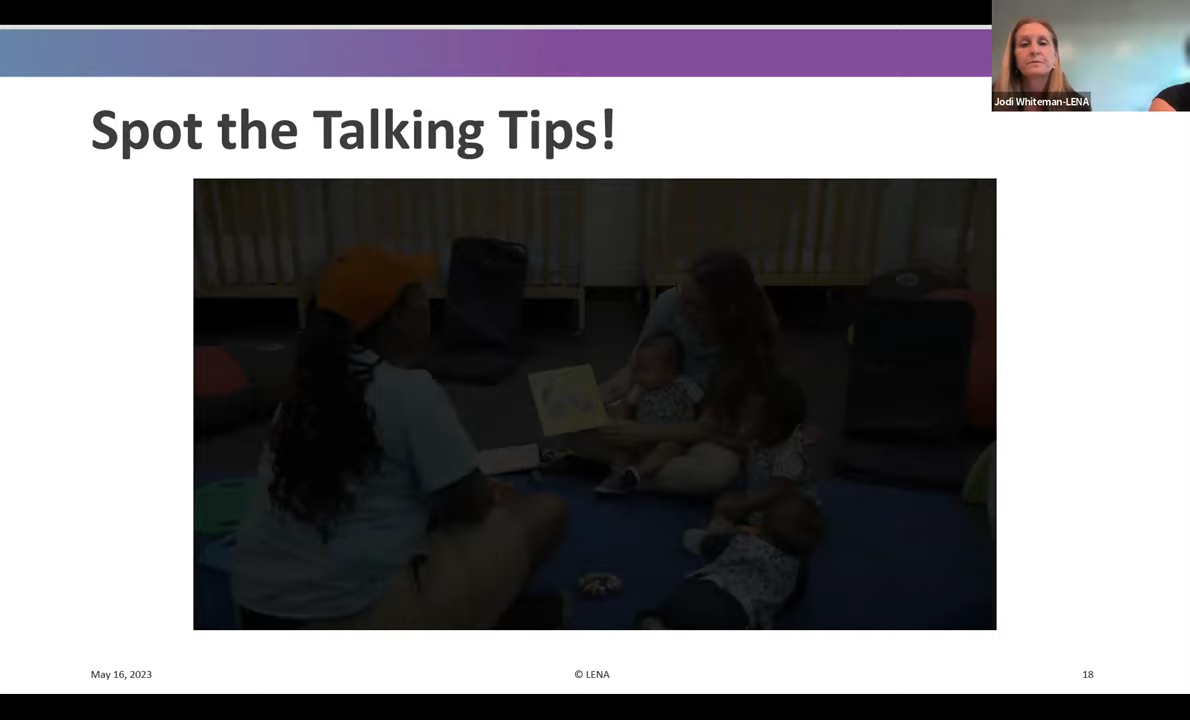 Jodi Whiteman-LENA
Spot the Talking Tips!
May 16, 2023
© LENA
18